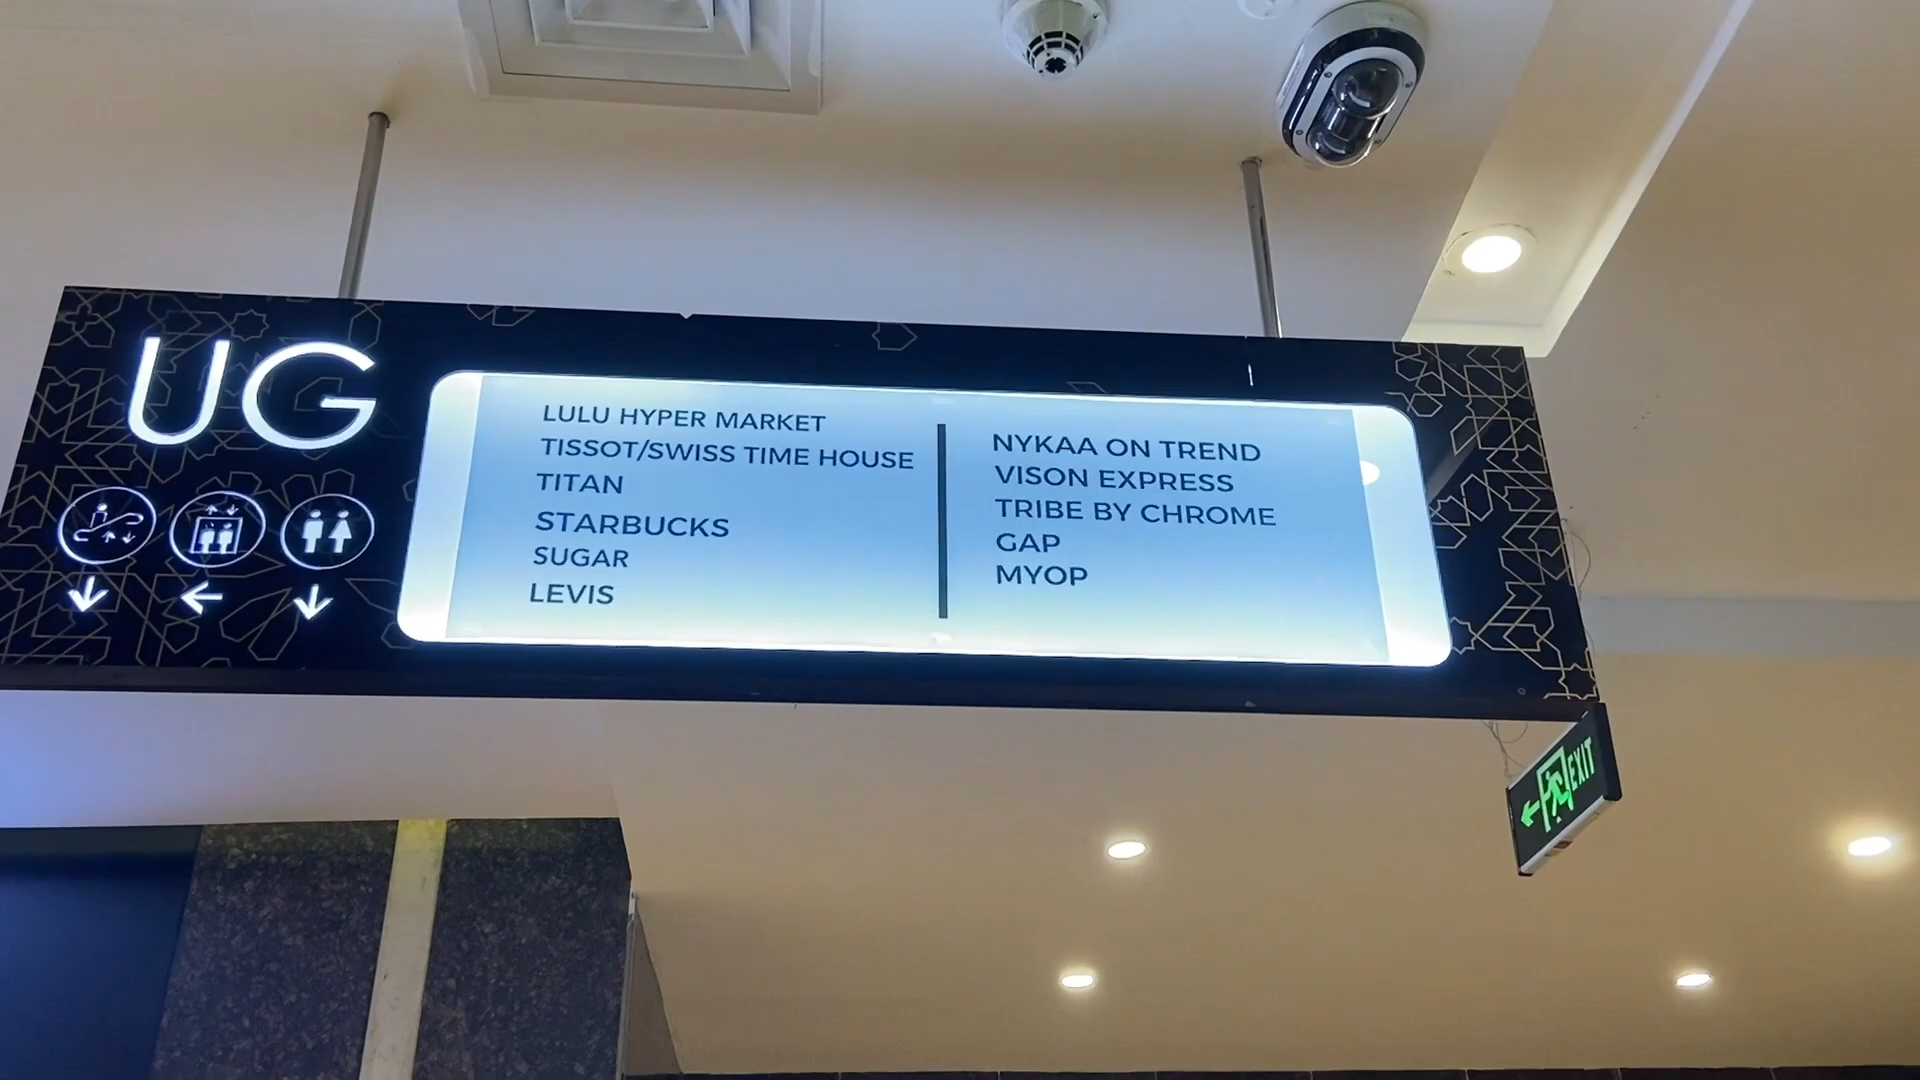 UG
LULU HYPER MARKET
TISSOT/SWISS TIME HOUSE
TITAN
STARBUCKS
SUGAR
LEVIS
NYKAA ON TREND
VISON EXPRESS
TRIBE BY CHROME
GAP
MYOP
EXIT